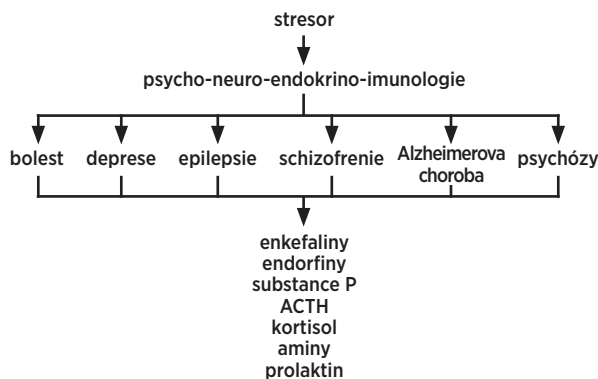 stresor
psycho-neuro-endokrino-imunologie
bolest deprese epilepsie schizofrenie Alzheimerova choroba psychózy
enkefaliny
endorfiny
substance P
ACTH
kortisol
aminy
prolaktin